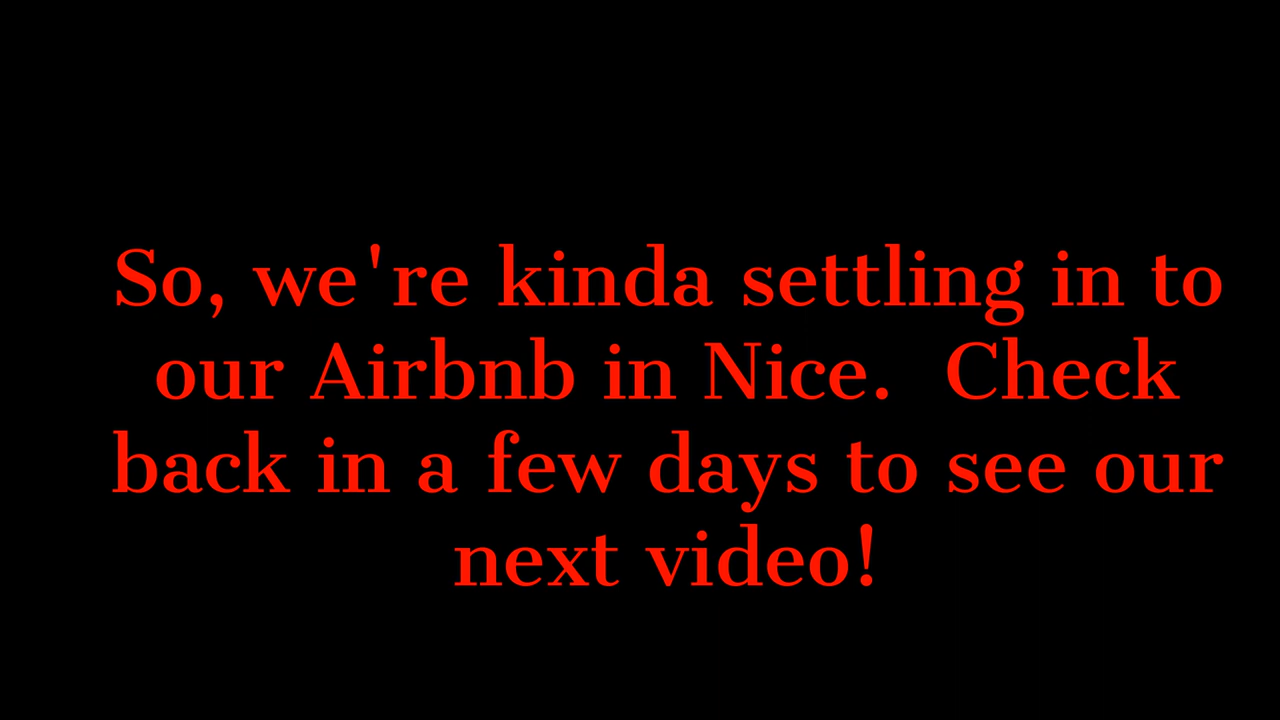 So, we're kinda settling in to
our Airbnb in Nice.  Check
back in a few days to see our
next video!